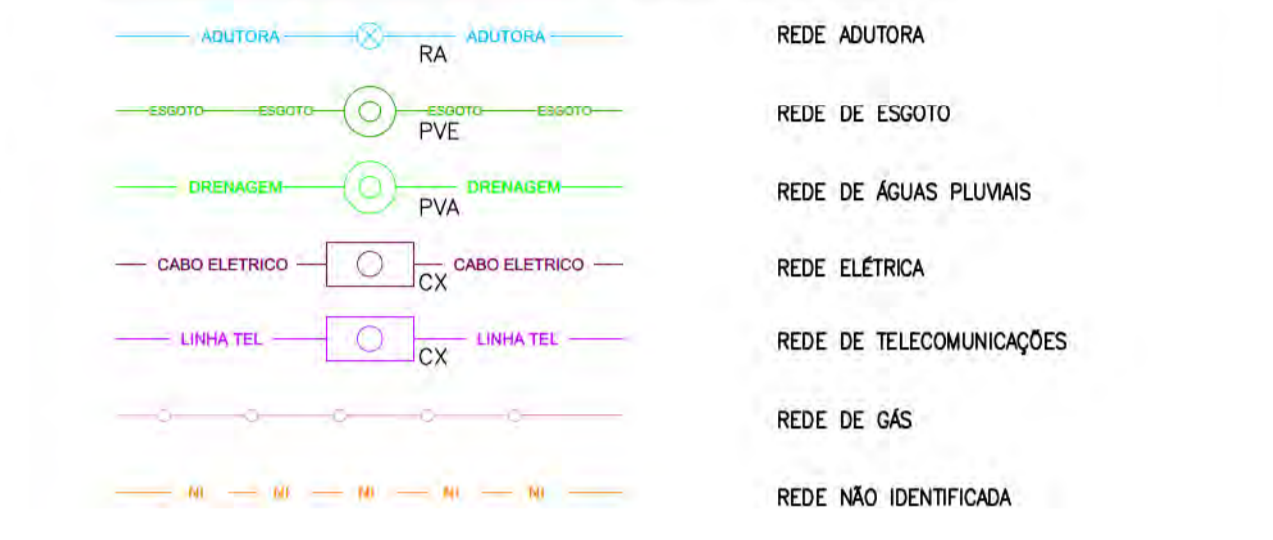 ADUTORA ADUTORA REDE ADUTORA
RA
ESGOTO ESGOTO ESGOTO ESGOTO REDE DE ESGOTO
PVE
DRENAGEM DRENAGEM REDE DE ÁGUAS PLUVIAIS
PVA
CABO ELETRICO CABO ELETRICO REDE ELÉTRICA
CX
LINHA TEL LINHA TEL REDE DE TELECOMUNICAÇÕES
CX
REDE DE GÁS
NI NI NI NI NI REDE NÃO IDENTIFICADA